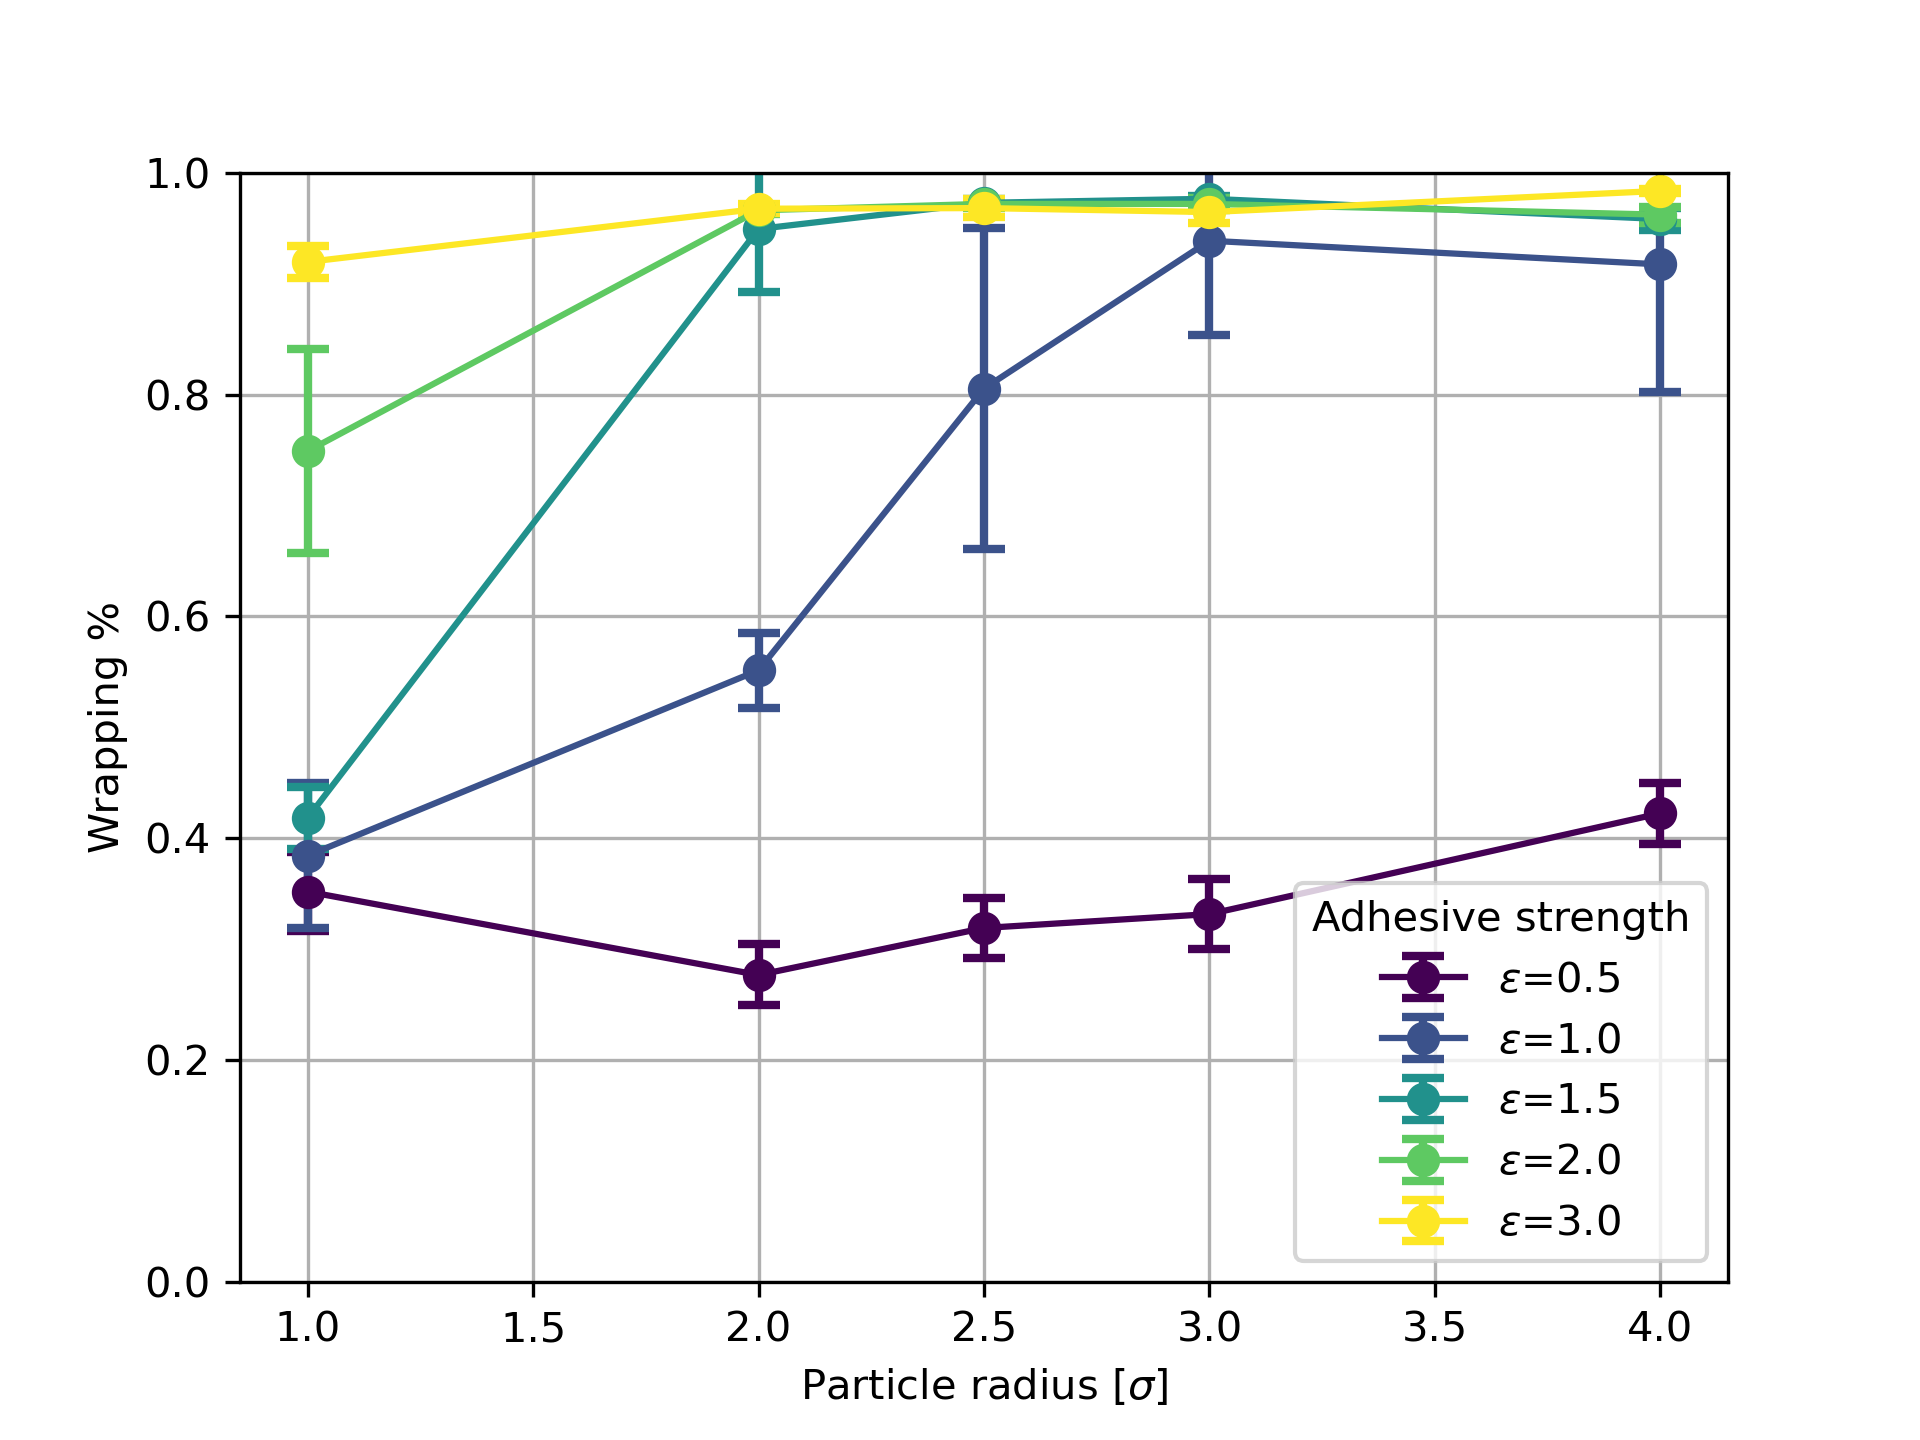 1.0
0.8
0.6
0.4
0.2
0.0
Wrapping %
1.0 1.5 2.0 2.5 3.0 3.5 4.0
Particle radius [σ]
Adhesive strength
ε=0.5
ε=1.0
ε=1.5
ε=2.0
ε=3.0